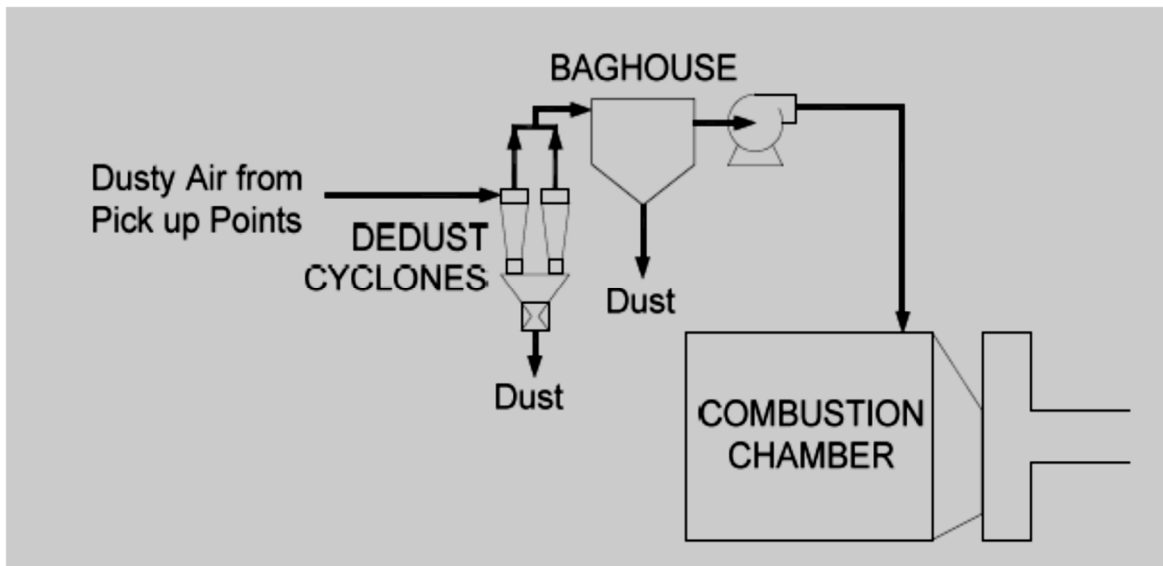 BAGHOUSE
Dusty Air from
Pick up Points
DEDUST
CYCLONES
Dust
Dust
COMBUSTION
CHAMBER